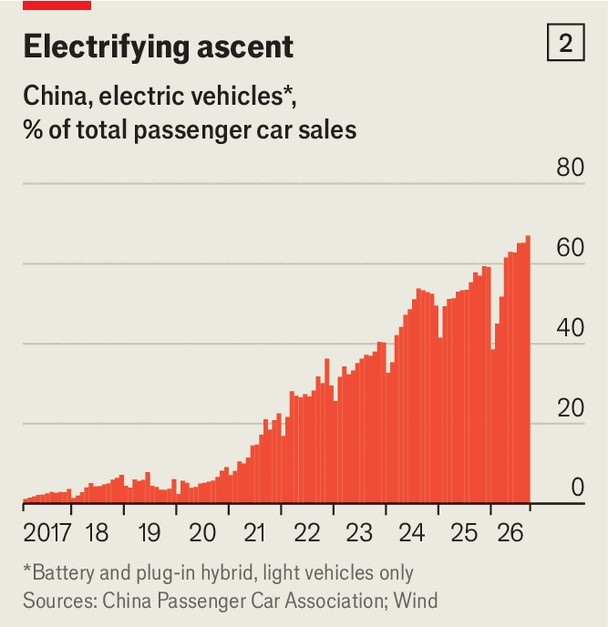 Electrifying ascent
2
China, electric vehicles*,
% of total passenger car sales
80
60
40
20
0
2017 18 19 20 21 22 23 24 25 26
*Battery and plug-in hybrid, light vehicles only
Sources: China Passenger Car Association; Wind